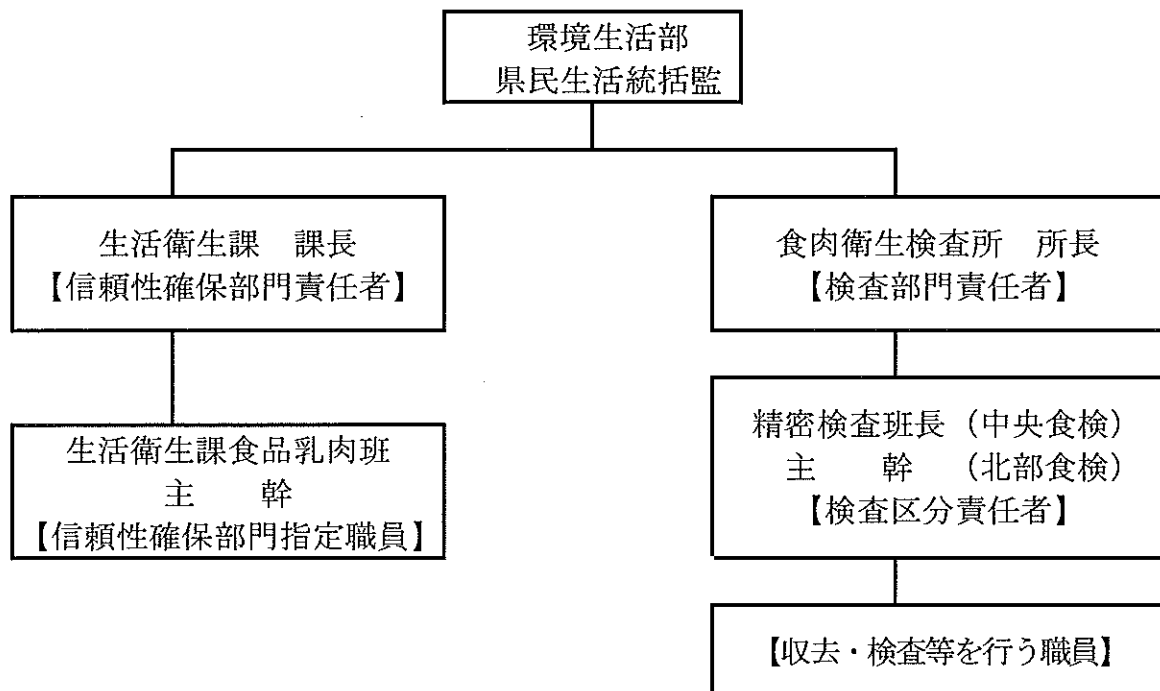 環境生活部
県民生活統括監
生活衛生課　課長
【信頼性確保部門責任者】
食肉衛生検査所　所長
【検査部門責任者】
生活衛生課食品乳肉班
主　　幹
【信頼性確保部門指定職員】
精密検査班長（中央食検）
主　　幹　（北部食検）
【検査区分責任者】
【収去・検査等を行う職員】